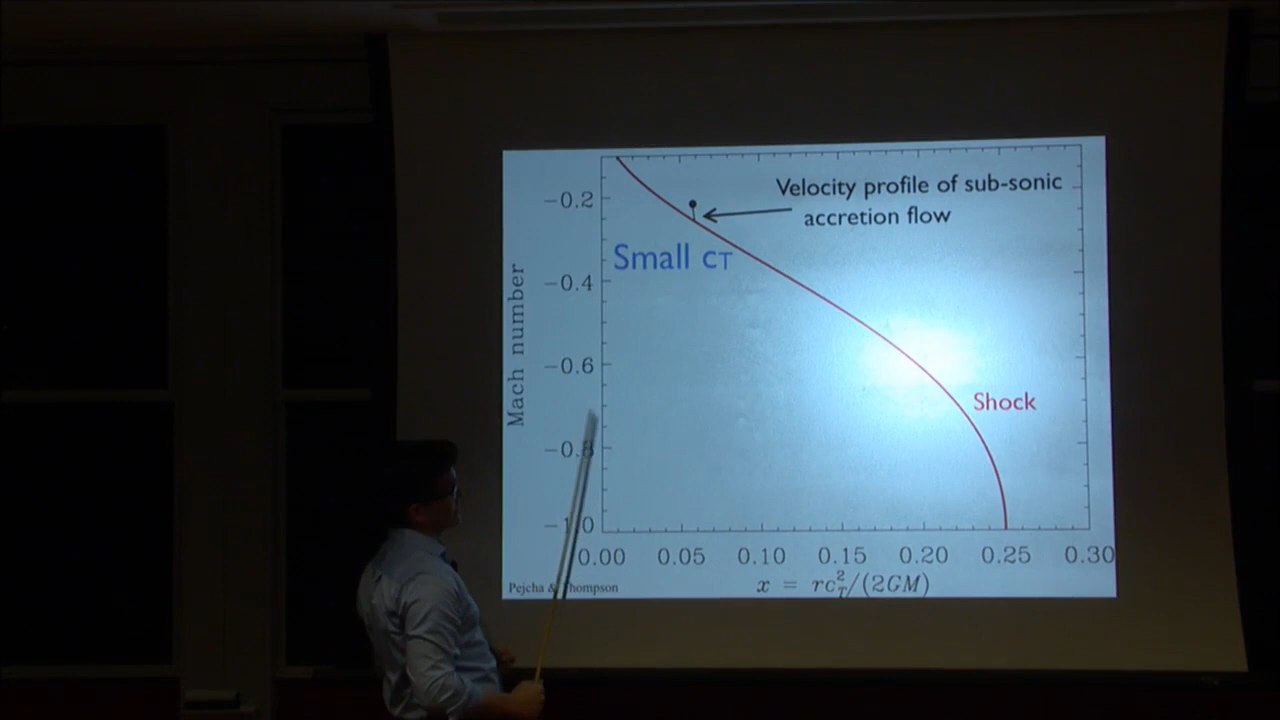 Velocity profile of sub-sonic
accretion flow
Small cT
Shock
Mach number
−0.2
−0.4
−0.6
−0.8
−1.0
0.00 0.05 0.10 0.15 0.20 0.25 0.30
x = rc_T^2/(2GM)
Pejcha & Thompson